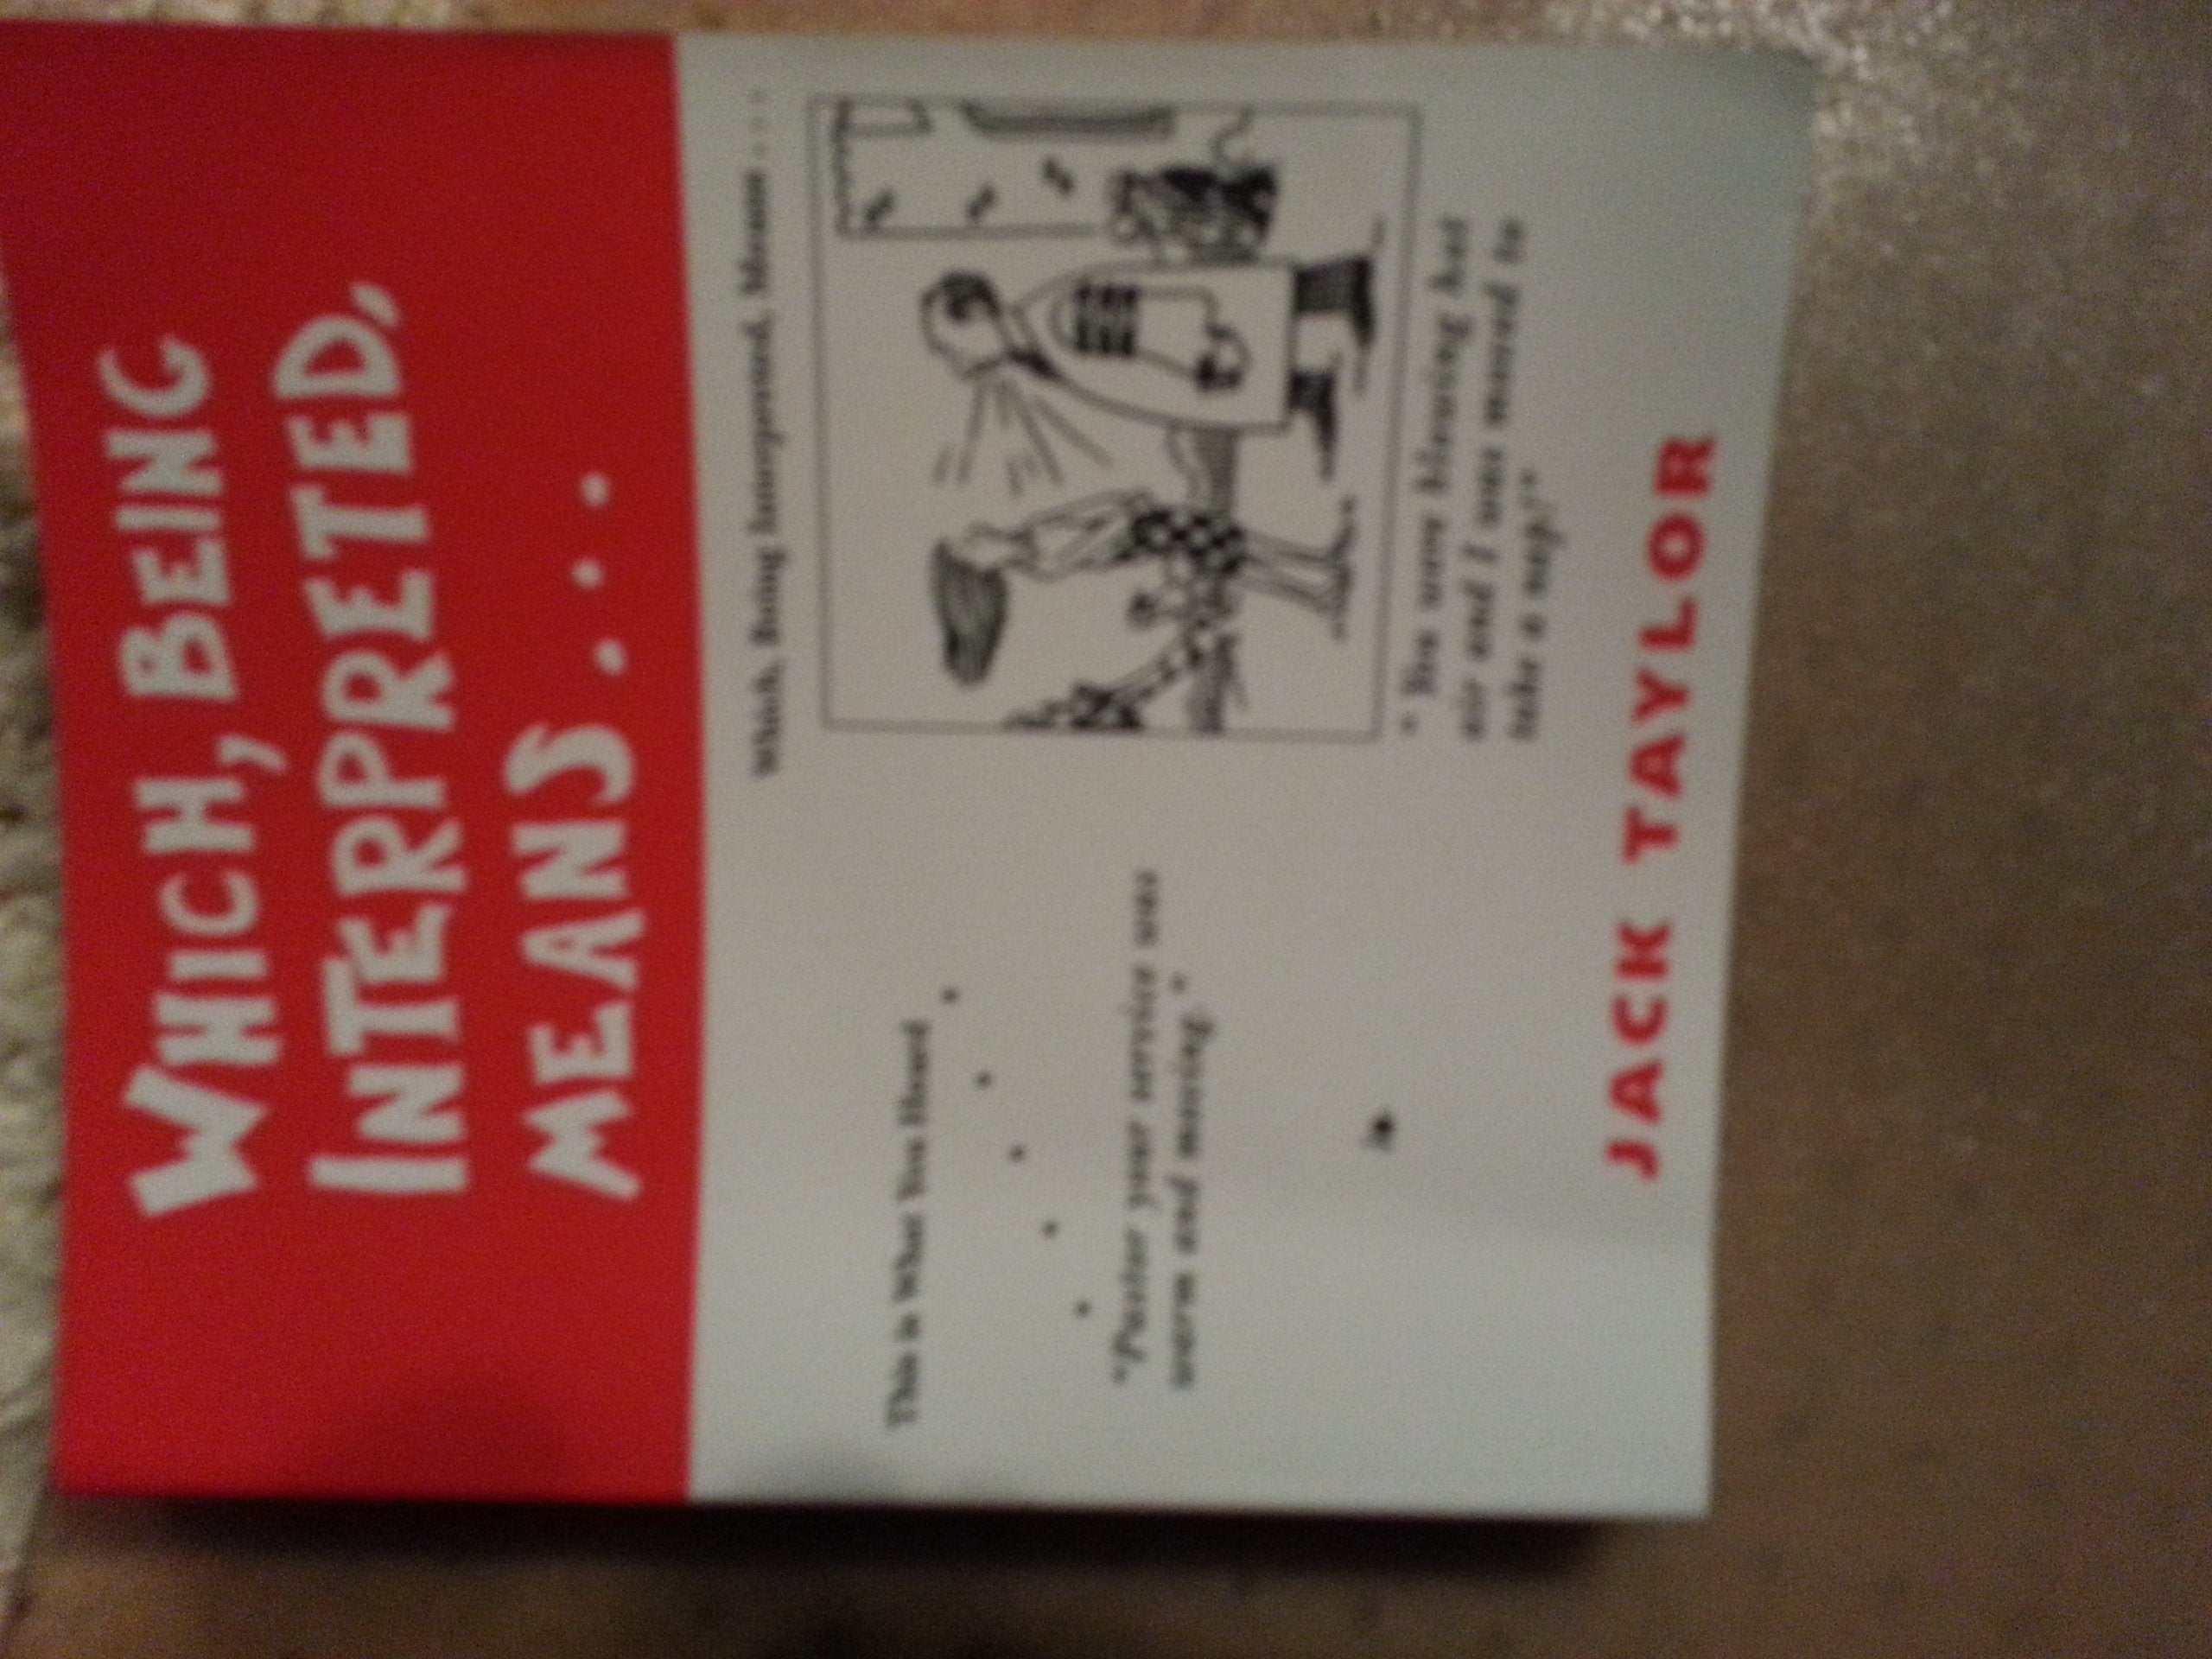 WHICH, BEING
INTERPRETED,
MEANS . . .
Which, Being Interpreted, Means . . .
This is What You Heard
. . . . .
"Pastor your service was
warm and moving."
"You were blowing hot
air and I was moved to
take a nap!"
JACK TAYLOR